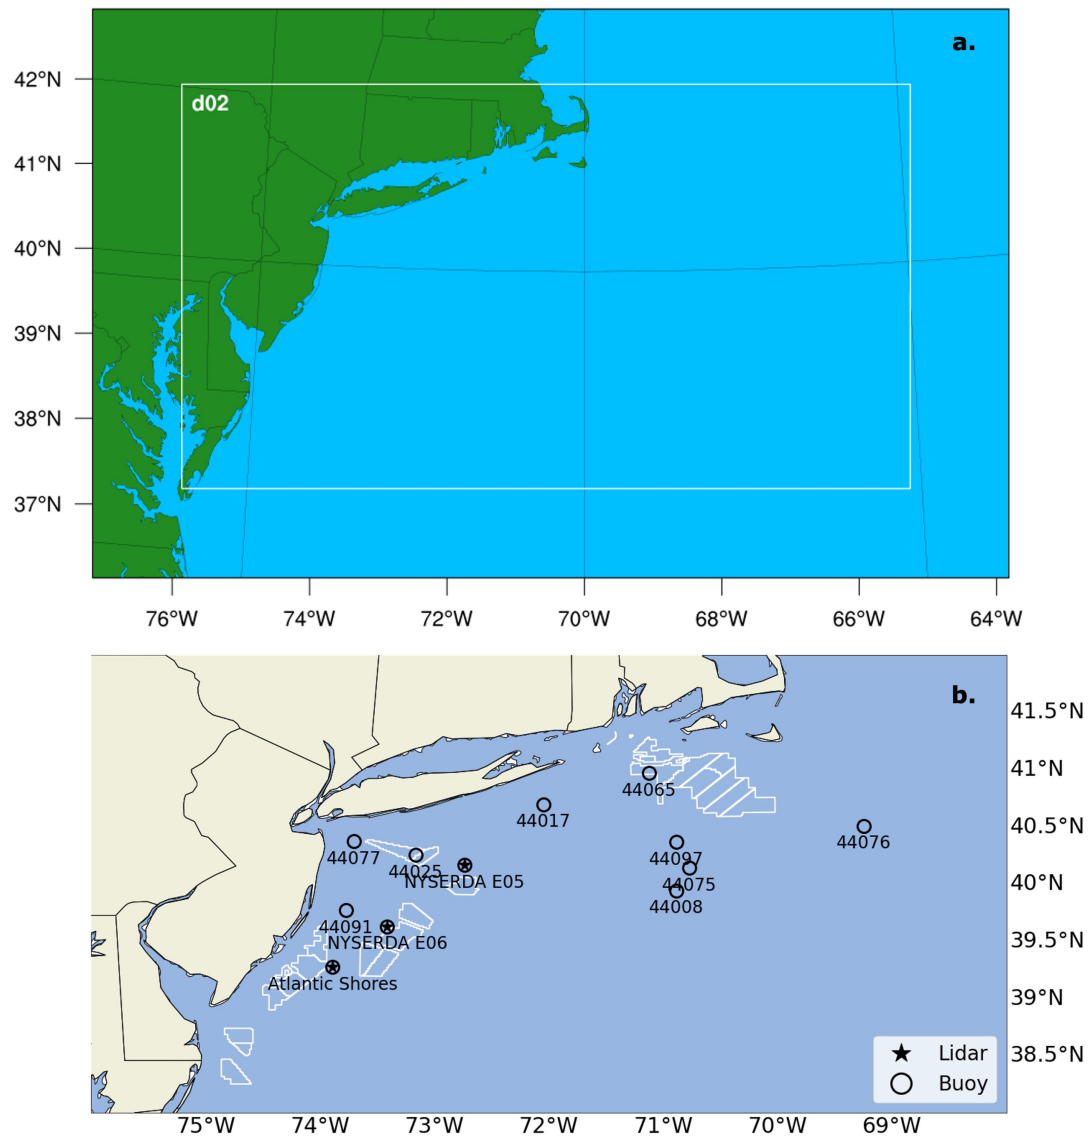 a.
42°N
d02
41°N
40°N
39°N
38°N
37°N
76°W 74°W 72°W 70°W 68°W 66°W 64°W
b.
41.5°N
41°N
44065
40.5°N
44017
44076
44077
44097
44025
NYSERDA E05
44075
40°N
44008
44091
39.5°N
NYSERDA E06
Atlantic Shores
39°N
38.5°N
Lidar
Buoy
75°W 74°W 73°W 72°W 71°W 70°W 69°W